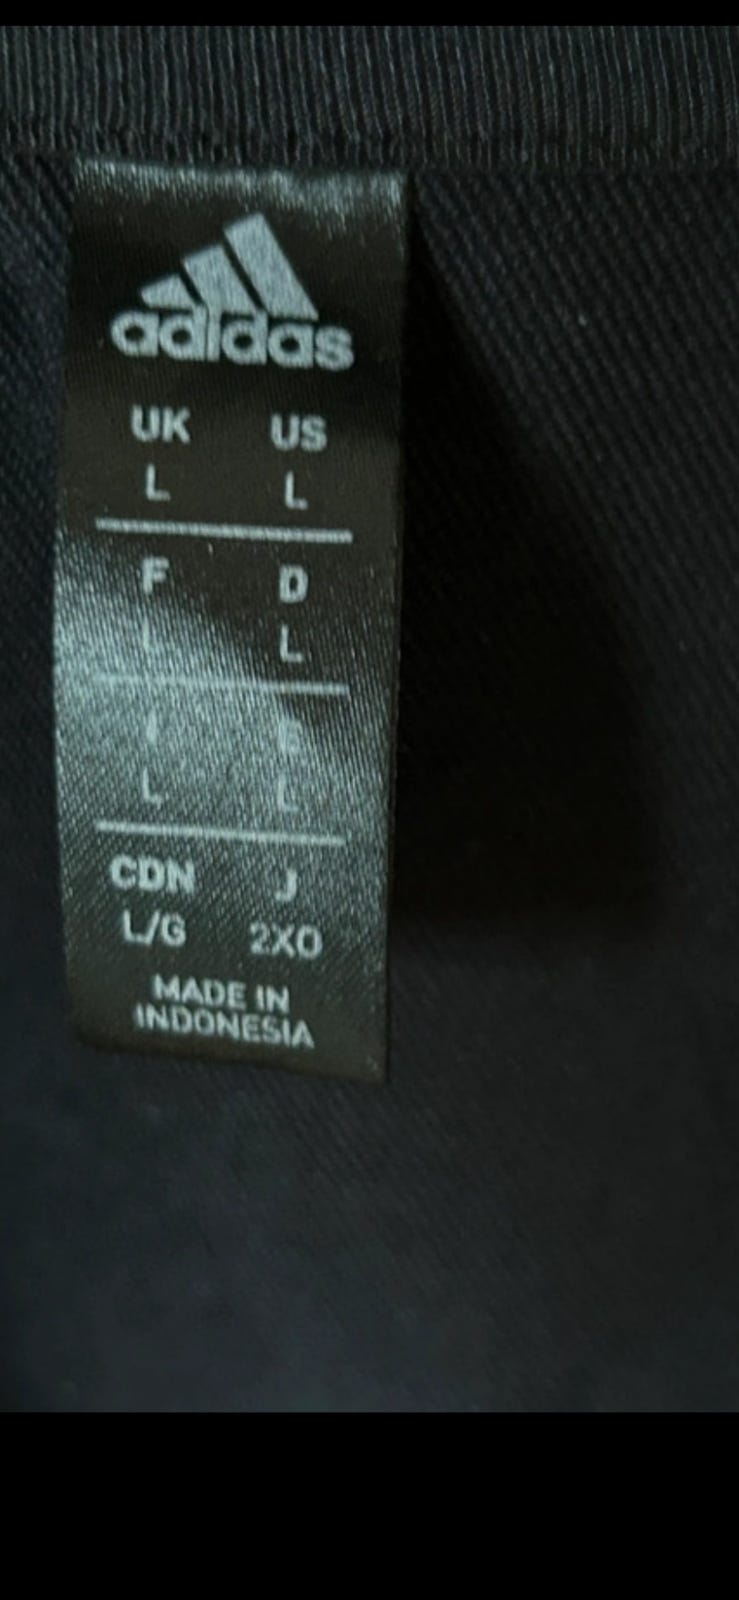 adidas
UK US
L L
F D
L L
I E
L L
CDN J
L/G 2XO
MADE IN
INDONESIA